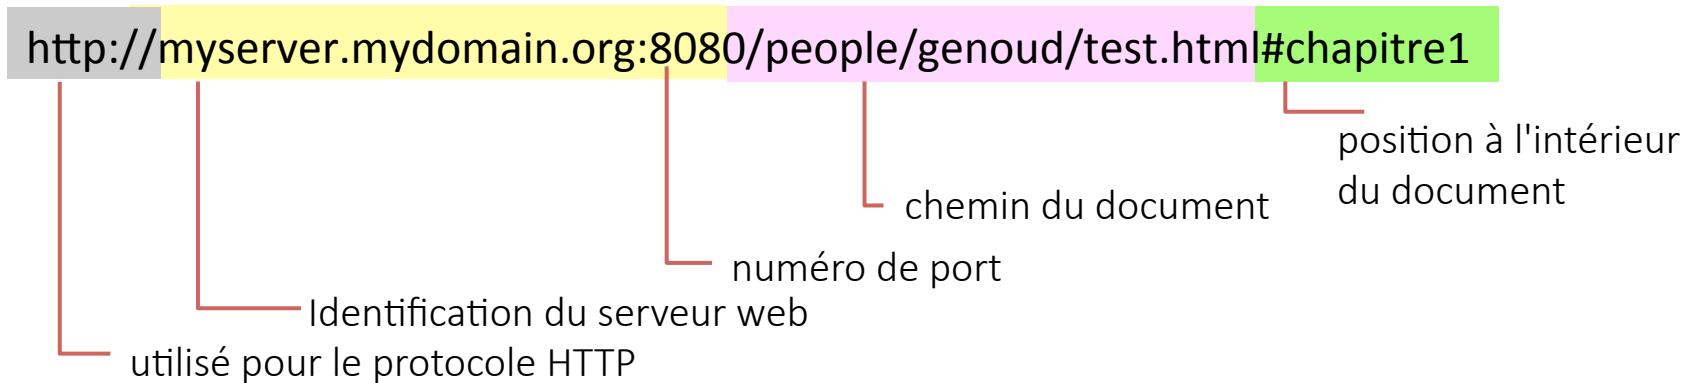 http://myserver.mydomain.org:8080/people/genoud/test.html#chapitre1
position à l'intérieur
du document
chemin du document
numéro de port
Identification du serveur web
utilisé pour le protocole HTTP